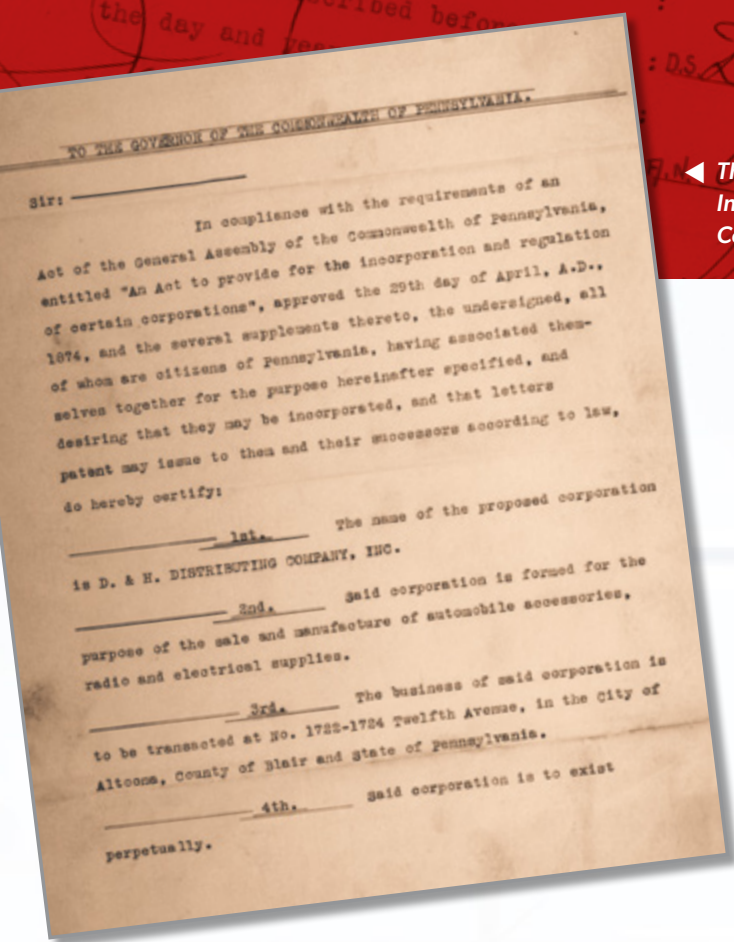 the day and
before
: D.S.
TO THE GOVERNOR OF THE COMMONWEALTH OF PENNSYLVANIA.
Sir:
In compliance with the requirements of an
Act of the General Assembly of the Commonwealth of Pennsylvania,
entitled "An Act to provide for the incorporation and regulation
of certain corporations", approved the 29th day of April, A.D.,
1874, and the several supplements thereto, the undersigned, all
of whom are citizens of Pennsylvania, having associated them-
selves together for the purpose hereinafter specified, and
desiring that they may be incorporated, and that letters
patent may issue to them and their successors according to law,
do hereby certify:
1st. The name of the proposed corporation
is D. & H. DISTRIBUTING COMPANY, INC.
2nd. Said corporation is formed for the
purpose of the sale and manufacture of automobile accessories,
radio and electrical supplies.
3rd. The business of said corporation is
to be transacted at No. 1722-1724 Twelfth Avenue, in the City of
Altoona, County of Blair and State of Pennsylvania.
4th. Said corporation is to exist
perpetually.